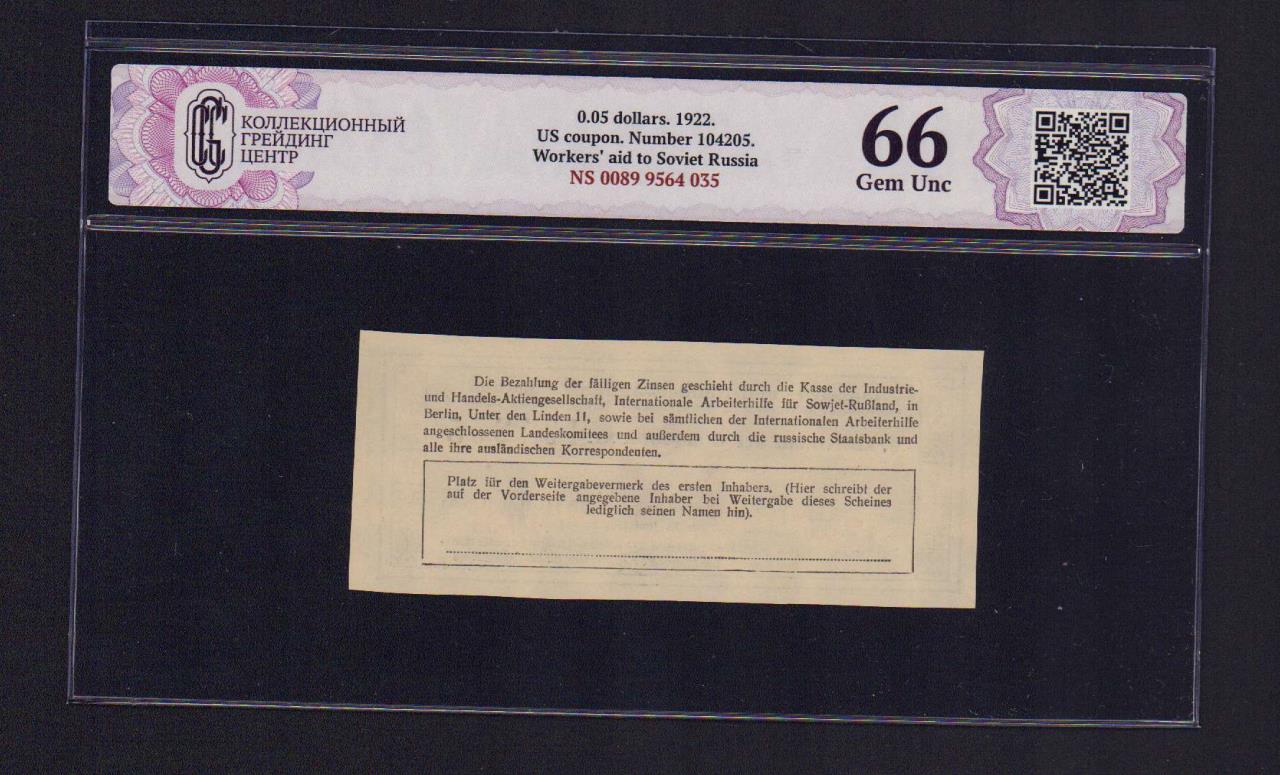 КОЛЛЕКЦИОННЫЙ
ГРЕЙДИНГ
ЦЕНТР
0.05 dollars. 1922.
US coupon. Number 104205.
Workers' aid to Soviet Russia
NS 0089 9564 035
66
Gem Unc
Die Bezahlung der fälligen Zinsen geschieht durch die Kasse der Industrie-
und Handels-Aktiengesellschaft, Internationale Arbeiterhilfe für Sowjet-Rußland, in
Berlin, Unter den Linden 11, sowie bei sämtlichen der Internationalen Arbeiterhilfe
angeschlossenen Landeskomitees und außerdem durch die russische Staatsbank und
alle ihre ausländischen Korrespondenten.
Platz für den Weitergabevermerk des ersten Inhabers. (Hier schreibt der
auf der Vorderseite angegebene Inhaber bei Weitergabe dieses Scheines
lediglich seinen Namen hin).